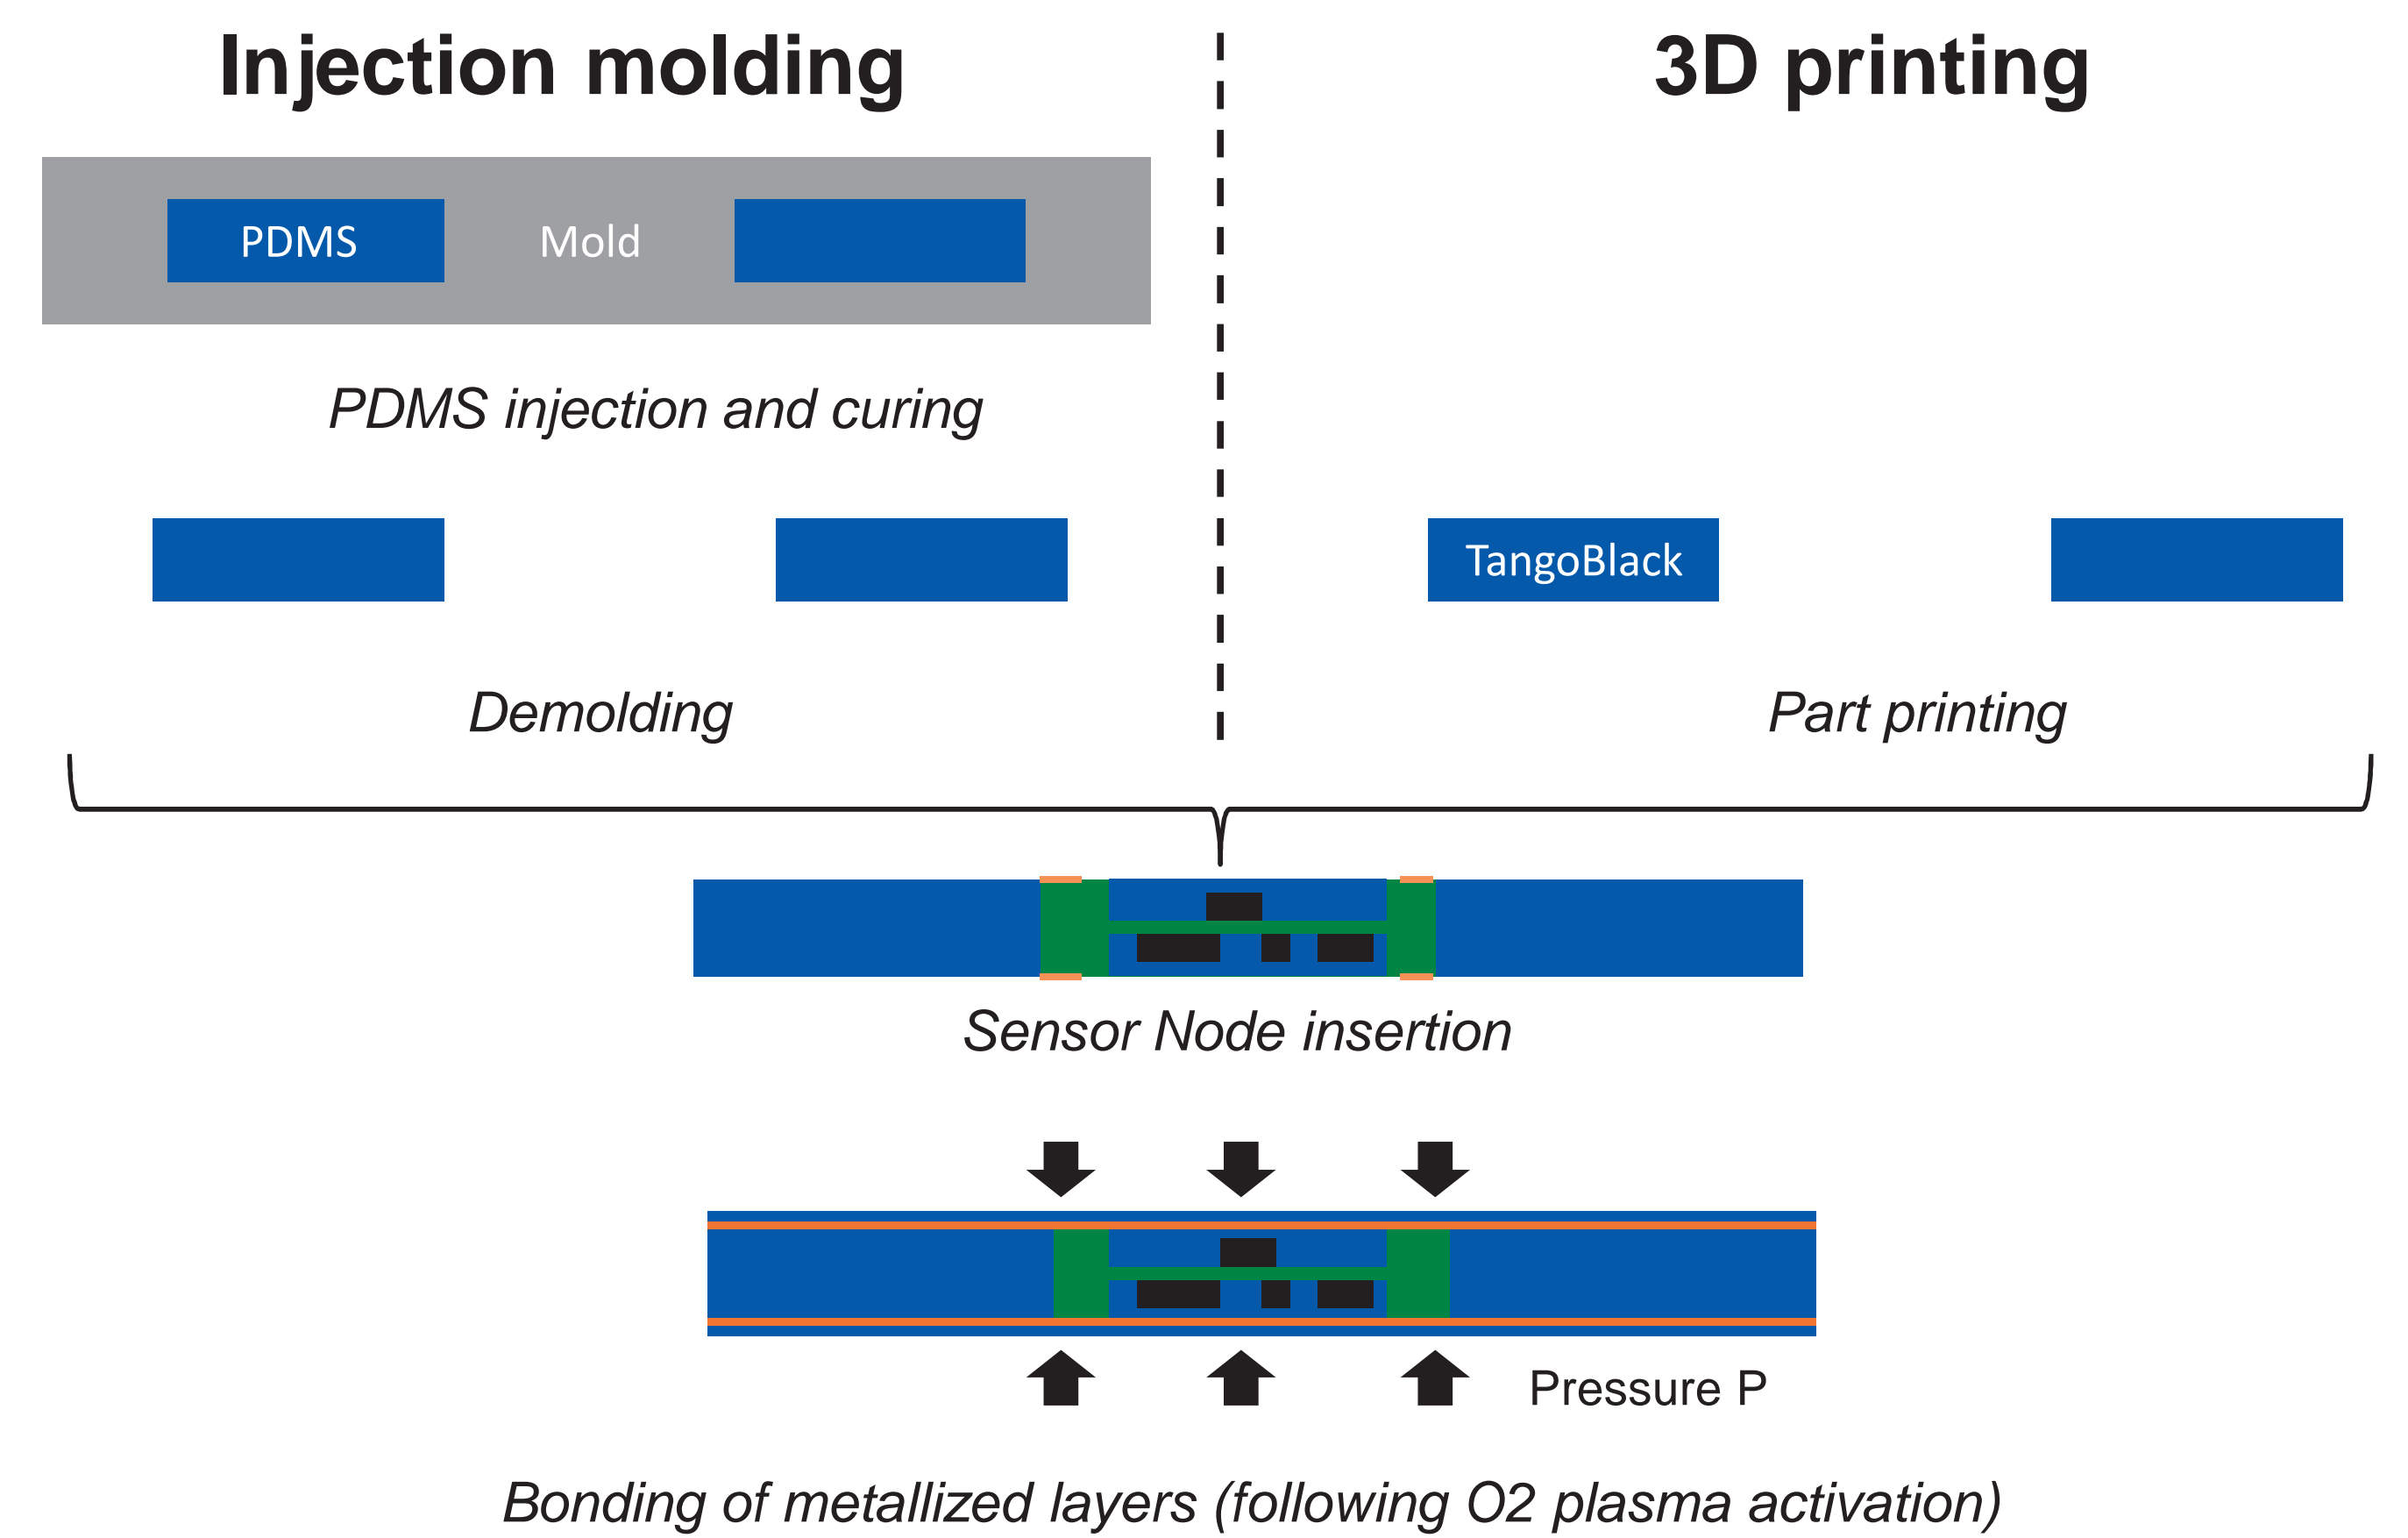 Injection molding
3D printing
PDMS
Mold
PDMS injection and curing
TangoBlack
Demolding
Part printing
Sensor Node insertion
Pressure P
Bonding of metallized layers (following O2 plasma activation)